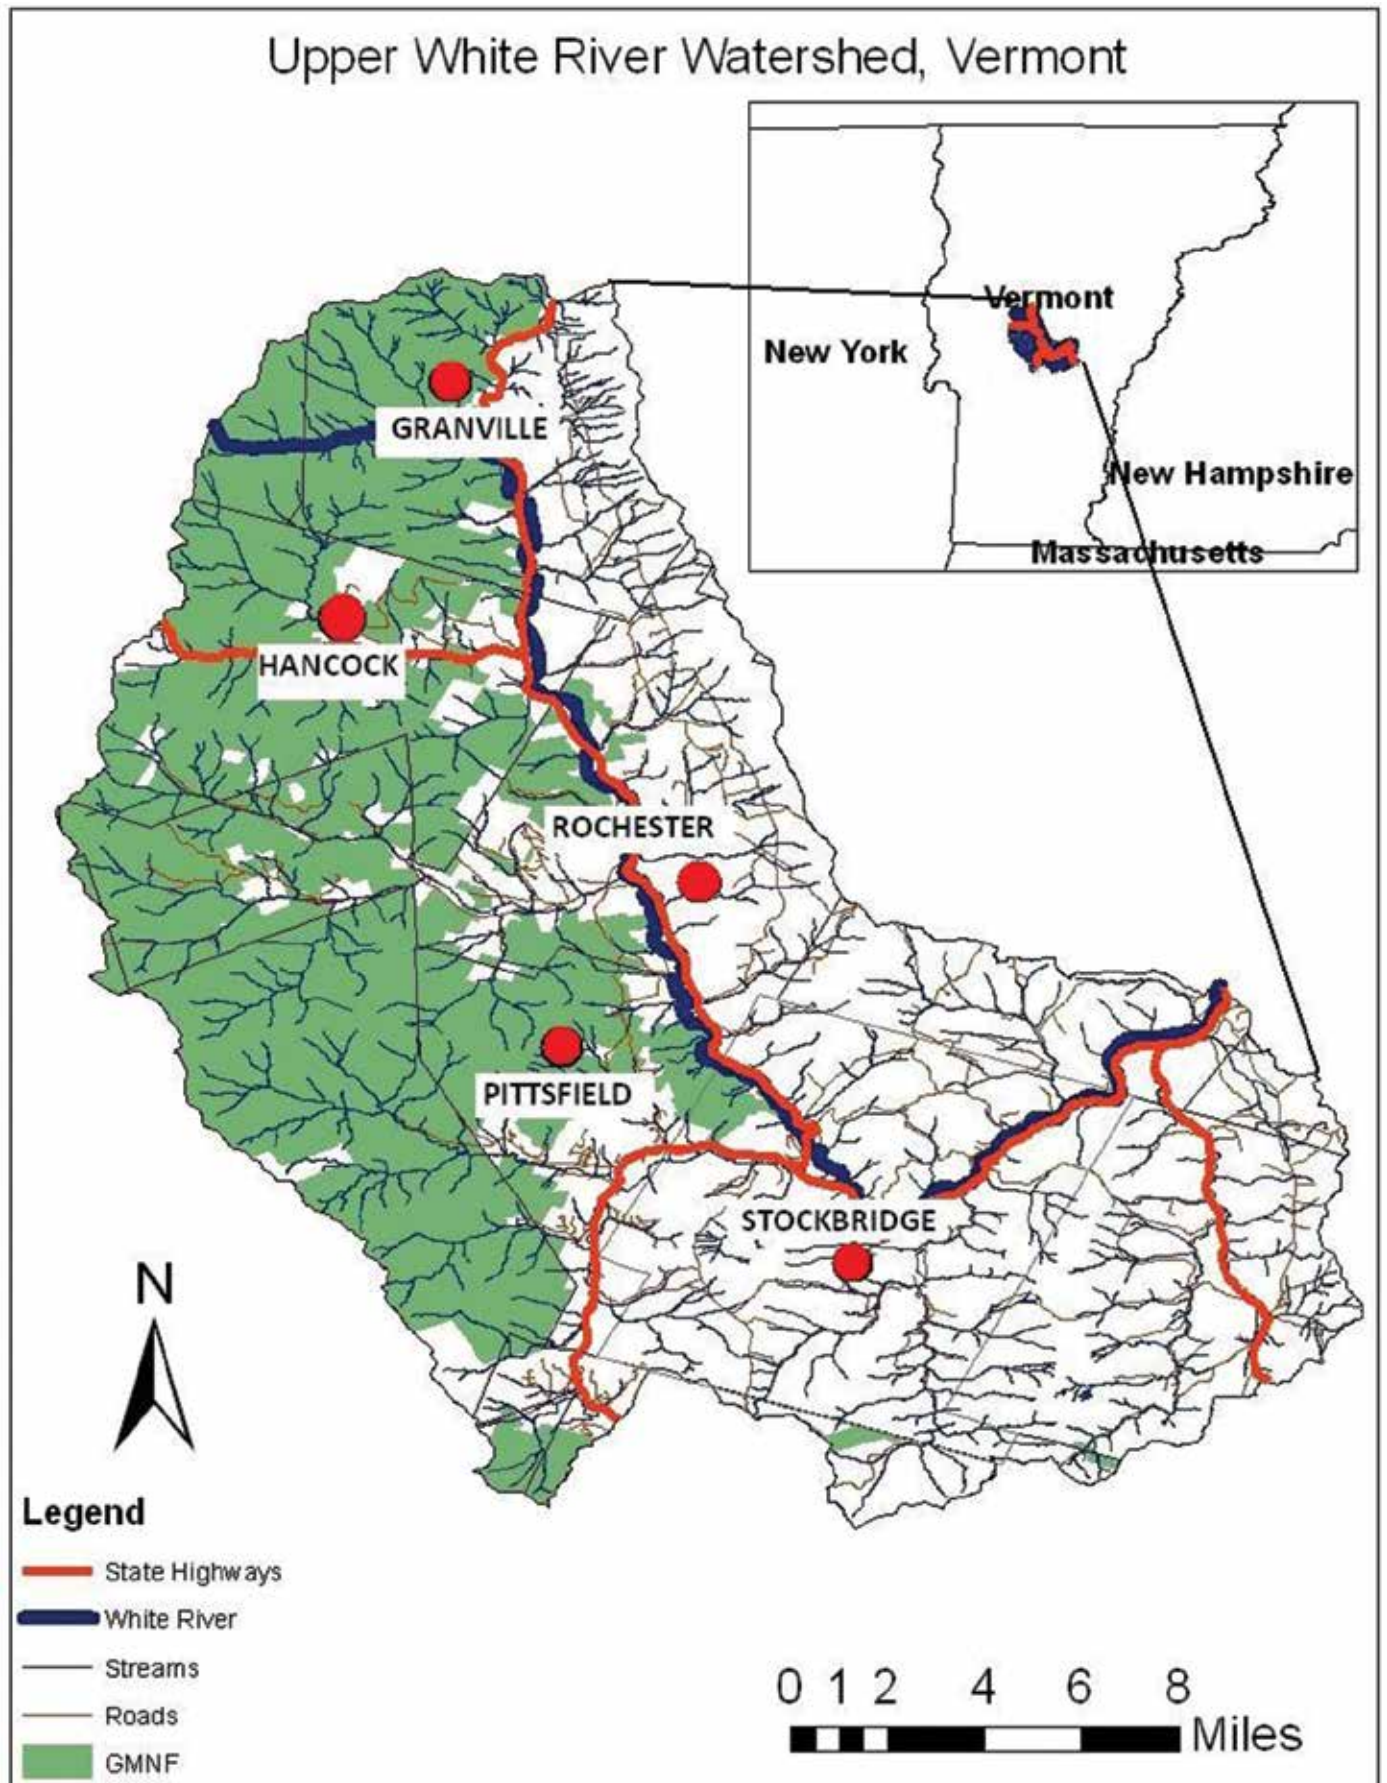 Upper White River Watershed, Vermont
Vermont
New York
New Hampshire
Massachusetts
GRANVILLE
HANCOCK
ROCHESTER
PITTSFIELD
STOCKBRIDGE
N
Legend
State Highways
White River
Streams
Roads
GMNF
0 1 2 4 6 8
Miles